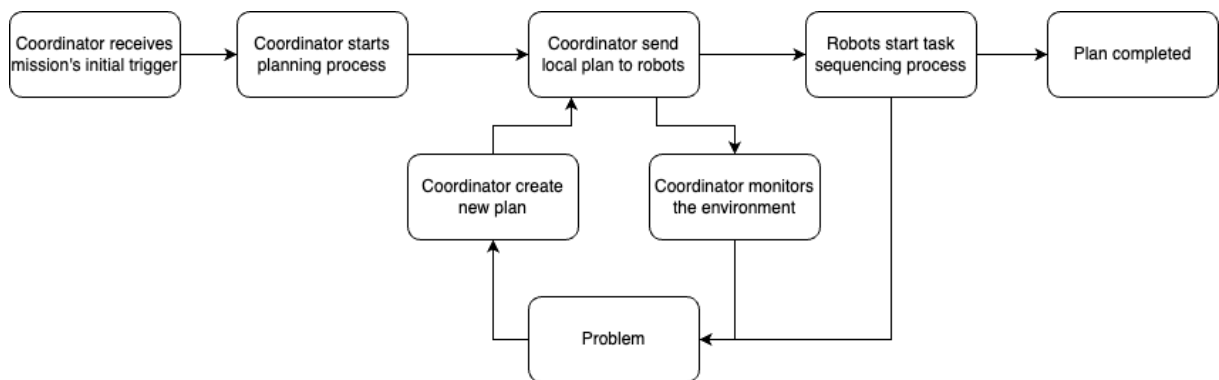 Coordinator receives
mission's initial trigger
Coordinator starts
planning process
Coordinator send
local plan to robots
Robots start task
sequencing process
Plan completed
Coordinator create
new plan
Coordinator monitors
the environment
Problem